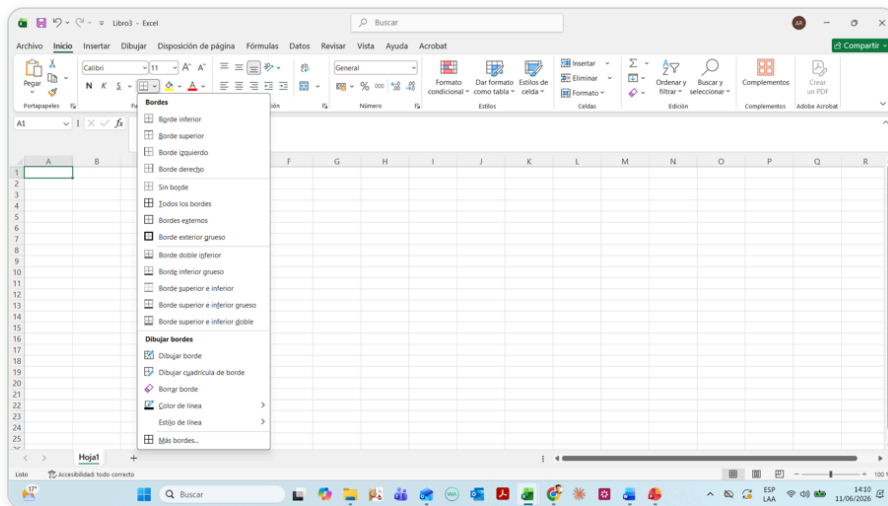 Libro3 - Excel
Buscar
AR
Archivo Inicio Insertar Dibujar Disposición de página Fórmulas Datos Revisar Vista Ayuda Acrobat
Compartir
Pegar
Calibri 11
N K S
General
% 000
Formato condicional
Dar formato como tabla
Estilos de celda
Insertar
Eliminar
Formato
Ordenar y filtrar
Buscar y seleccionar
Complementos
Crear un PDF
Portapapeles
Número
Estilos
Celdas
Edición
Complementos
Adobe Acrobat
A1
fx
Bordes
Borde inferior
Borde superior
Borde izquierdo
Borde derecho
Sin borde
Todos los bordes
Bordes externos
Borde exterior grueso
Borde doble inferior
Borde inferior grueso
Borde superior e inferior
Borde superior e inferior grueso
Borde superior e inferior doble
Dibujar bordes
Dibujar borde
Dibujar cuadrícula de borde
Borrar borde
Color de línea
Estilo de línea
Más bordes...
A B F G H I J K L M N O P Q R
1
2
3
4
5
6
7
8
9
10
11
12
13
14
15
16
17
18
19
20
21
22
23
24
25
Hoja1
Listo
Accesibilidad: todo correcto
17°
Buscar
ESP
LAA
14:10
11/06/2026